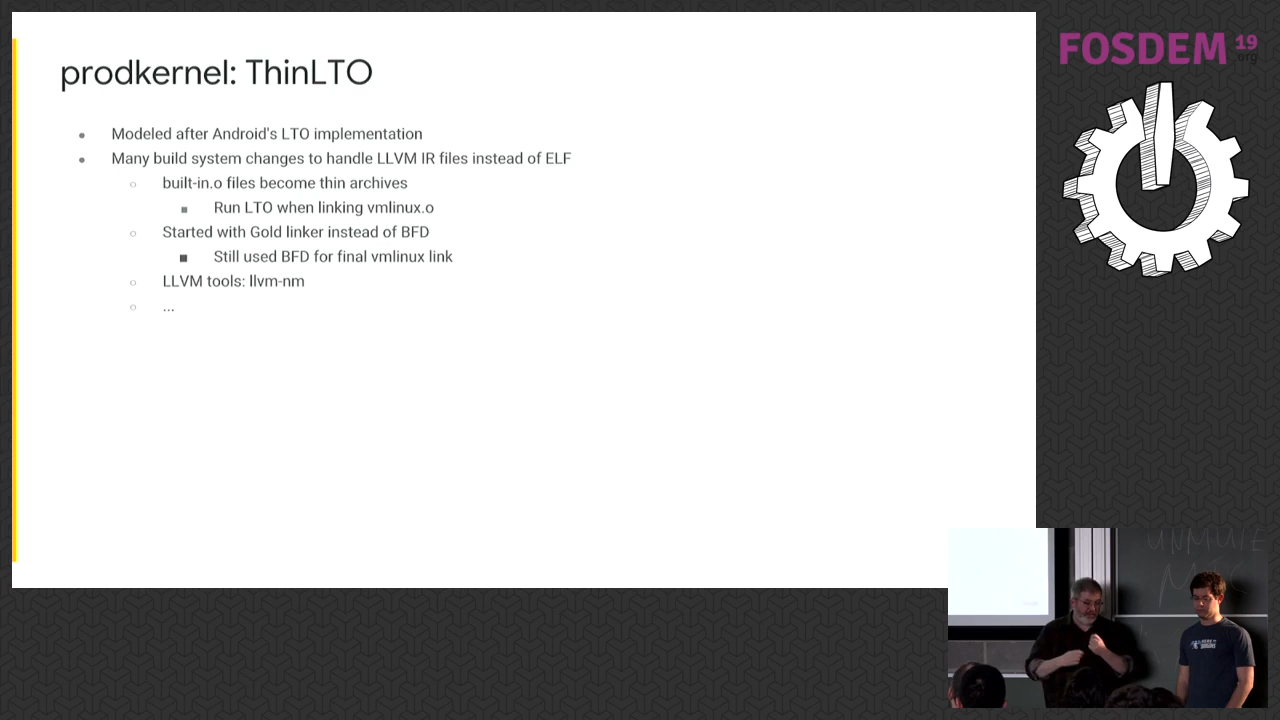 prodkernel: ThinLTO
Modeled after Android's LTO implementation
Many build system changes to handle LLVM IR files instead of ELF
built-in.o files become thin archives
Run LTO when linking vmlinux.o
Started with Gold linker instead of BFD
Still used BFD for final vmlinux link
LLVM tools: llvm-nm
...
FOSDEM 19
.org
UNMUTE